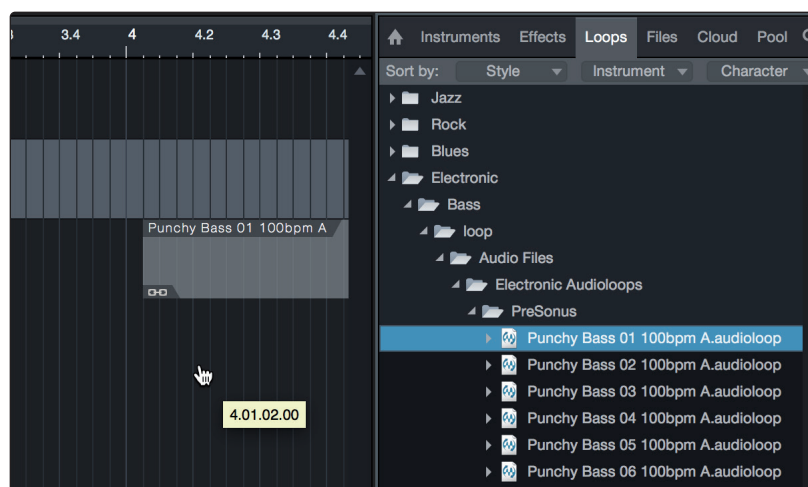 3.4 4 4.2 4.3 4.4
Punchy Bass 01 100bpm A
4.01.02.00
Instruments Effects Loops Files Cloud Pool
Sort by: Style Instrument Character
Jazz
Rock
Blues
Electronic
Bass
loop
Audio Files
Electronic Audioloops
PreSonus
Punchy Bass 01 100bpm A.audioloop
Punchy Bass 02 100bpm A.audioloop
Punchy Bass 03 100bpm A.audioloop
Punchy Bass 04 100bpm A.audioloop
Punchy Bass 05 100bpm A.audioloop
Punchy Bass 06 100bpm A.audioloop